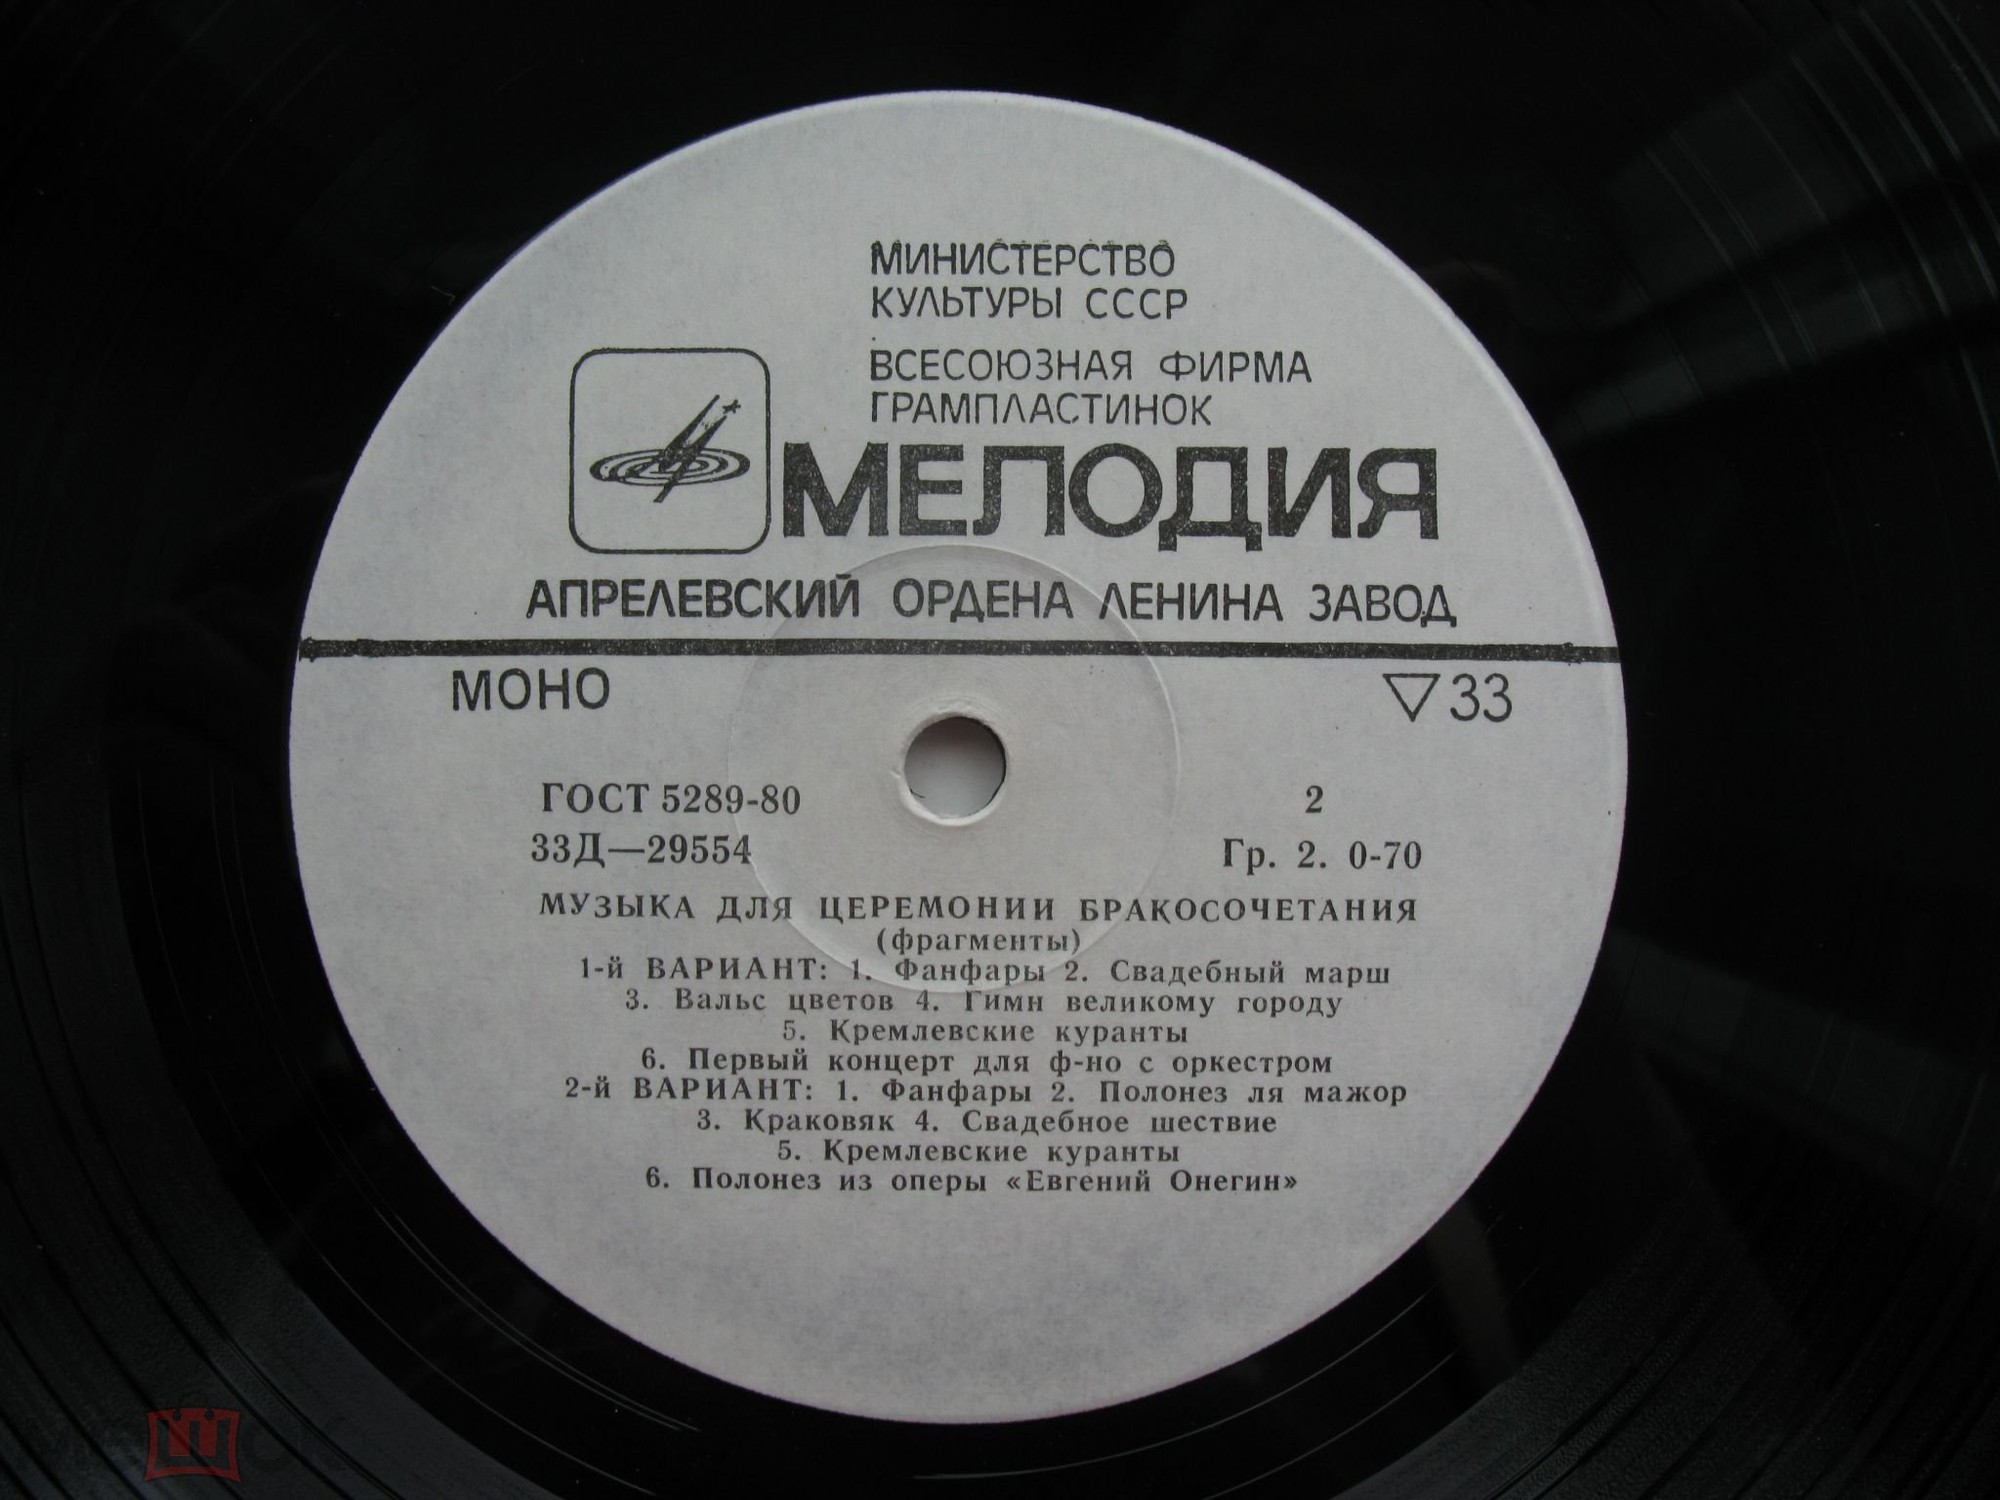 МИНИСТЕРСТВО
КУЛЬТУРЫ СССР
ВСЕСОЮЗНАЯ ФИРМА
ГРАМПЛАСТИНОК
МЕЛОДИЯ
АПРЕЛЕВСКИЙ ОРДЕНА ЛЕНИНА ЗАВОД
МОНО ▽33
ГОСТ 5289-80 2
33Д—29554 Гр. 2. 0-70
МУЗЫКА ДЛЯ ЦЕРЕМОНИИ БРАКОСОЧЕТАНИЯ
(фрагменты)
1-й ВАРИАНТ: 1. Фанфары 2. Свадебный марш
3. Вальс цветов 4. Гимн великому городу
5. Кремлевские куранты
6. Первый концерт для ф-но с оркестром
2-й ВАРИАНТ: 1. Фанфары 2. Полонез ля мажор
3. Краковяк 4. Свадебное шествие
5. Кремлевские куранты
6. Полонез из оперы «Евгений Онегин»